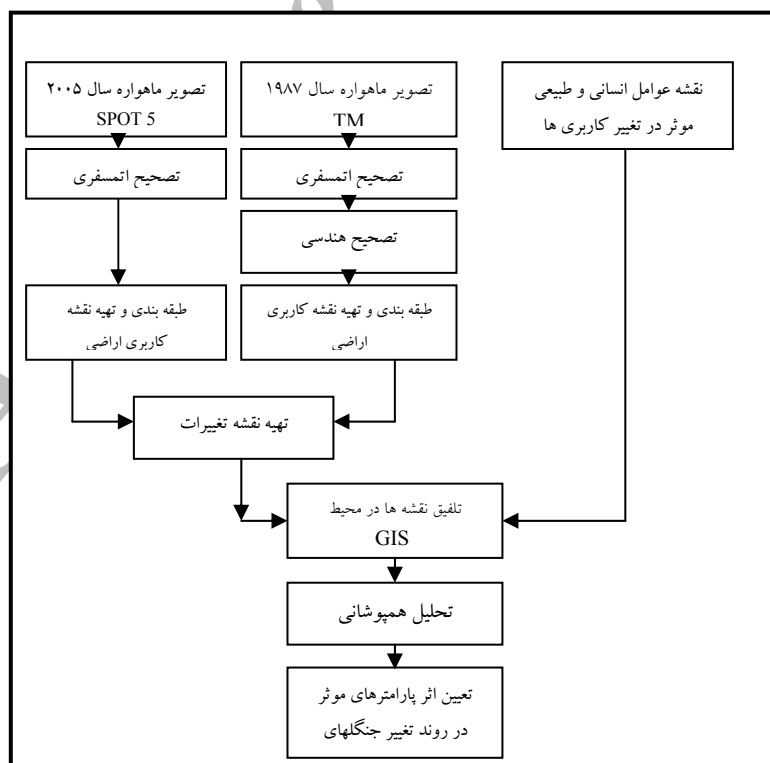 نقشه عوامل انسانی و طبیعی
موثر در تغییر کاربری ها
تصویر ماهواره سال ۱۹۸۷
TM
تصویر ماهواره سال ۲۰۰۵
SPOT 5
تصحیح اتمسفری
تصحیح اتمسفری
تصحیح هندسی
طبقه بندی و تهیه نقشه کاربری
اراضی
طبقه بندی و تهیه نقشه
کاربری اراضی
تهیه نقشه تغییرات
تلفیق نقشه ها در محیط
GIS
تحلیل همپوشانی
تعیین اثر پارامترهای موثر
در روند تغییر جنگلهای